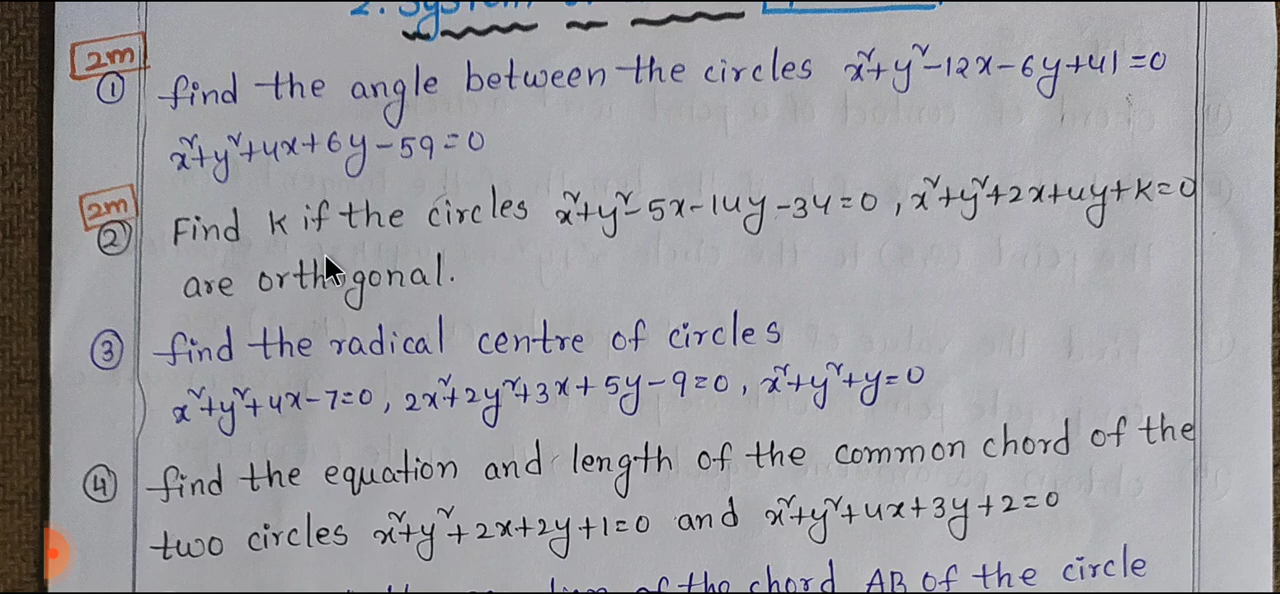 2. System
2m
① find the angle between the circles x²+y²-12x-6y+41=0
x²+y²+4x+6y-59=0
2m
② Find k if the circles x²+y²-5x-14y-34=0, x²+y²+2x+4y+k=0
are orthogonal.
③ find the radical centre of circles
x²+y²+4x-7=0, 2x²+2y²+3x+5y-9=0, x²+y²+y=0
④ find the equation and length of the common chord of the
two circles x²+y²+2x+2y+1=0 and x²+y²+4x+3y+2=0
of the chord AB of the circle